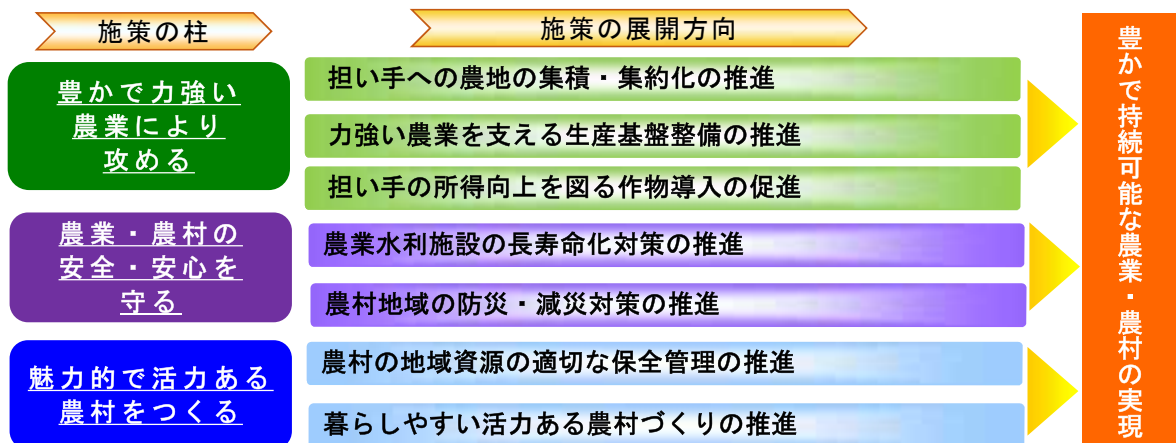 施策の柱
施策の展開方向
豊かで力強い
農業により
攻める
担い手への農地の集積・集約化の推進
力強い農業を支える生産基盤整備の推進
担い手の所得向上を図る作物導入の促進
農業・農村の
安全・安心を
守る
農業水利施設の長寿命化対策の推進
農村地域の防災・減災対策の推進
魅力的で活力ある
農村をつくる
農村の地域資源の適切な保全管理の推進
暮らしやすい活力ある農村づくりの推進
豊かで持続可能な農業・農村の実現